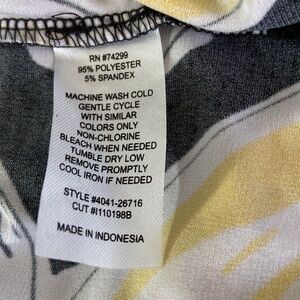 RN #74299
95% POLYESTER
5% SPANDEX
MACHINE WASH COLD
GENTLE CYCLE
WITH SIMILAR
COLORS ONLY
NON-CHLORINE
BLEACH WHEN NEEDED
TUMBLE DRY LOW
REMOVE PROMPTLY
COOL IRON IF NEEDED
STYLE #4041-26716
CUT #I110198B
MADE IN INDONESIA